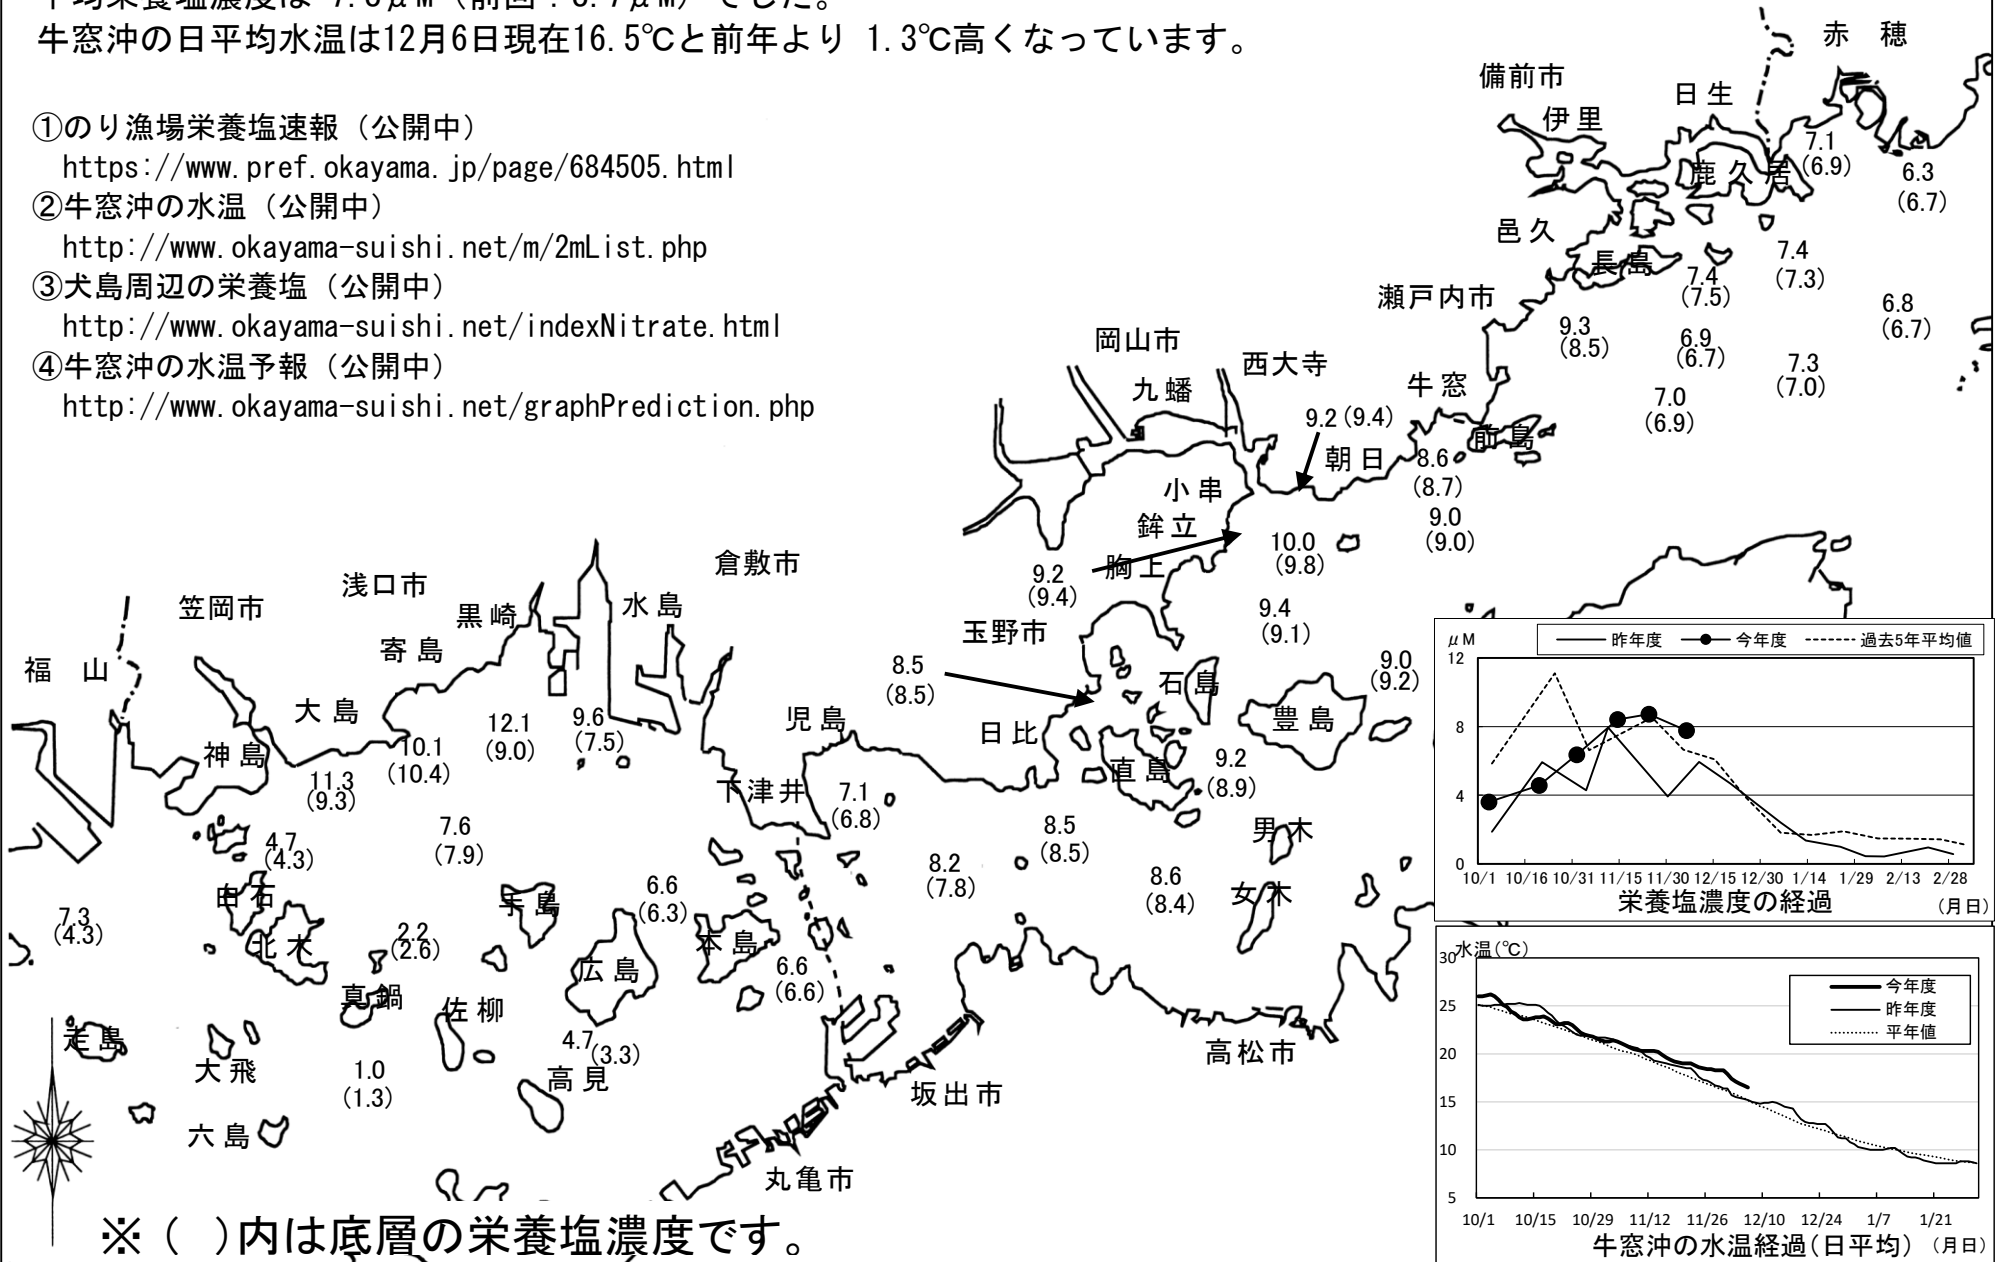 平均栄養塩濃度は 7.8μM（前回：8.7μM）でした。
牛窓沖の日平均水温は12月6日現在16.5℃と前年より 1.3℃高くなっています。
①のり漁場栄養塩速報（公開中）
https://www.pref.okayama.jp/page/684505.html
②牛窓沖の水温（公開中）
http://www.okayama-suishi.net/m/2mList.php
③犬島周辺の栄養塩（公開中）
http://www.okayama-suishi.net/indexNitrate.html
④牛窓沖の水温予報（公開中）
http://www.okayama-suishi.net/graphPrediction.php
赤　穂
備前市
日生
伊里
7.1
(6.9)
鹿久居
6.3
(6.7)
邑久
長島
7.4
(7.3)
7.4
(7.5)
瀬戸内市
6.8
(6.7)
9.3
(8.5)
6.9
(6.7)
7.3
(7.0)
7.0
(6.9)
岡山市
西大寺
九蟠
牛窓
9.2(9.4)
前島
朝日
8.6
(8.7)
小串
鉾立
9.0
(9.0)
10.0
(9.8)
胸上
9.2
(9.4)
9.4
(9.1)
玉野市
9.0
(9.2)
石島
8.5
(8.5)
豊島
日比
直島
9.2
(8.9)
男木
8.5
(8.5)
8.6
(8.4)
女木
8.2
(7.8)
倉敷市
浅口市
笠岡市
黒崎
水島
寄島
福　山
大島
児島
12.1
(9.0)
9.6
(7.5)
神島
10.1
(10.4)
11.3
(9.3)
下津井
7.1
(6.8)
7.6
(7.9)
4.7
(4.3)
白石
手島
6.6
(6.3)
7.3
(4.3)
北木
2.2
(2.6)
本島
広島
6.6
(6.6)
真鍋
佐柳
走島
大飛
1.0
(1.3)
4.7
(3.3)
高見
六島
高松市
坂出市
丸亀市
※（　）内は底層の栄養塩濃度です。
μM
昨年度 今年度 過去5年平均値
12
8
4
0
10/1 10/16 10/31 11/15 11/30 12/15 12/30 1/14 1/29 2/13 2/28
栄養塩濃度の経過 （月日）
水温(℃)
30
25
20
15
10
5
今年度
昨年度
平年値
10/1 10/15 10/29 11/12 11/26 12/10 12/24 1/7 1/21
牛窓沖の水温経過(日平均) （月日）